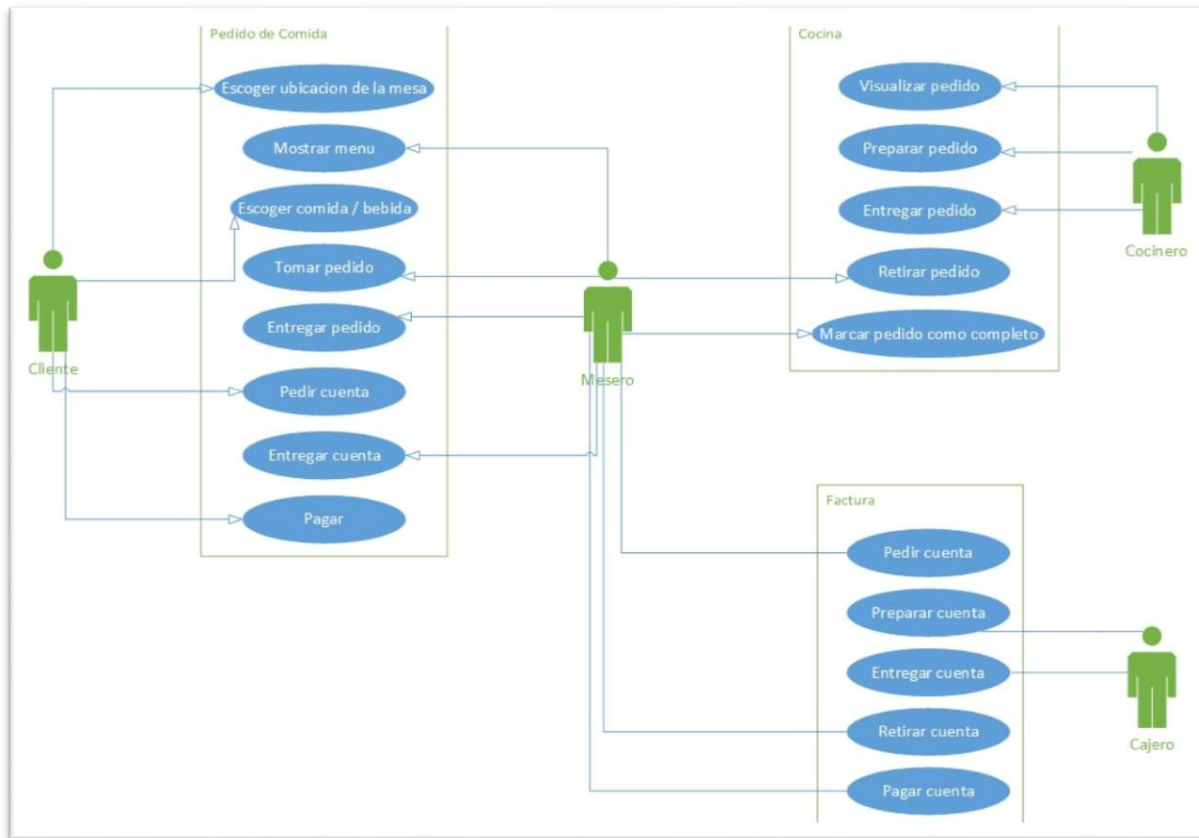 Pedido de Comida
Escoger ubicacion de la mesa
Mostrar menu
Escoger comida / bebida
Tomar pedido
Entregar pedido
Pedir cuenta
Entregar cuenta
Pagar
Cliente
Mesero
Cocina
Visualizar pedido
Preparar pedido
Entregar pedido
Retirar pedido
Marcar pedido como completo
Cocinero
Factura
Pedir cuenta
Preparar cuenta
Entregar cuenta
Retirar cuenta
Pagar cuenta
Cajero